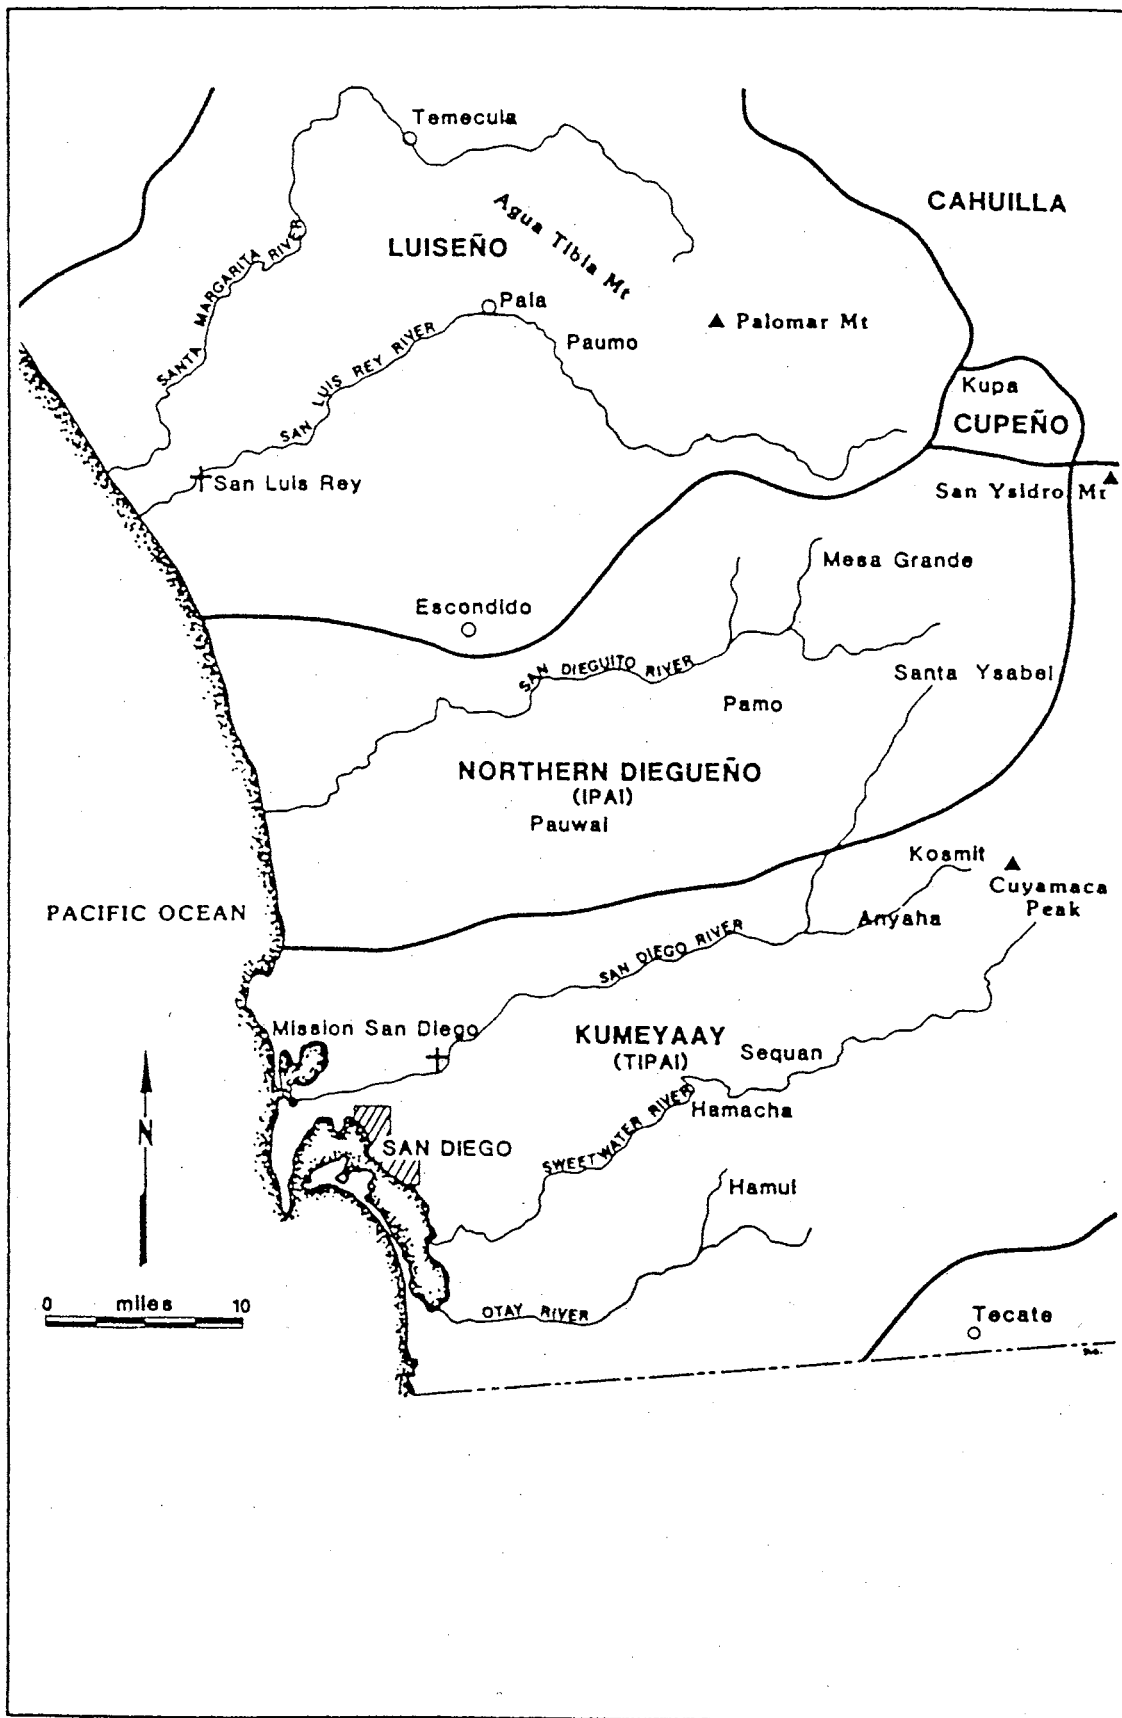 Temecula
CAHUILLA
Agua Tibia Mt
LUISEÑO
SANTA MARGARITA RIVER
Pala
Palomar Mt
SAN LUIS REY RIVER
Paumo
Kupa
CUPEÑO
San Luis Rey
San Ysidro Mt
Mesa Grande
Escondido
SAN DIEGUITO RIVER
Santa Ysabel
Pamo
NORTHERN DIEGUEÑO
(IPAI)
Pauwai
Kosmit
Cuyamaca
Peak
PACIFIC OCEAN
Anyaha
SAN DIEGO RIVER
Mission San Diego
KUMEYAAY
(TIPAI)
Sequan
Hamacha
SWEETWATER RIVER
N
SAN DIEGO
Hamul
0 miles 10
OTAY RIVER
Tecate